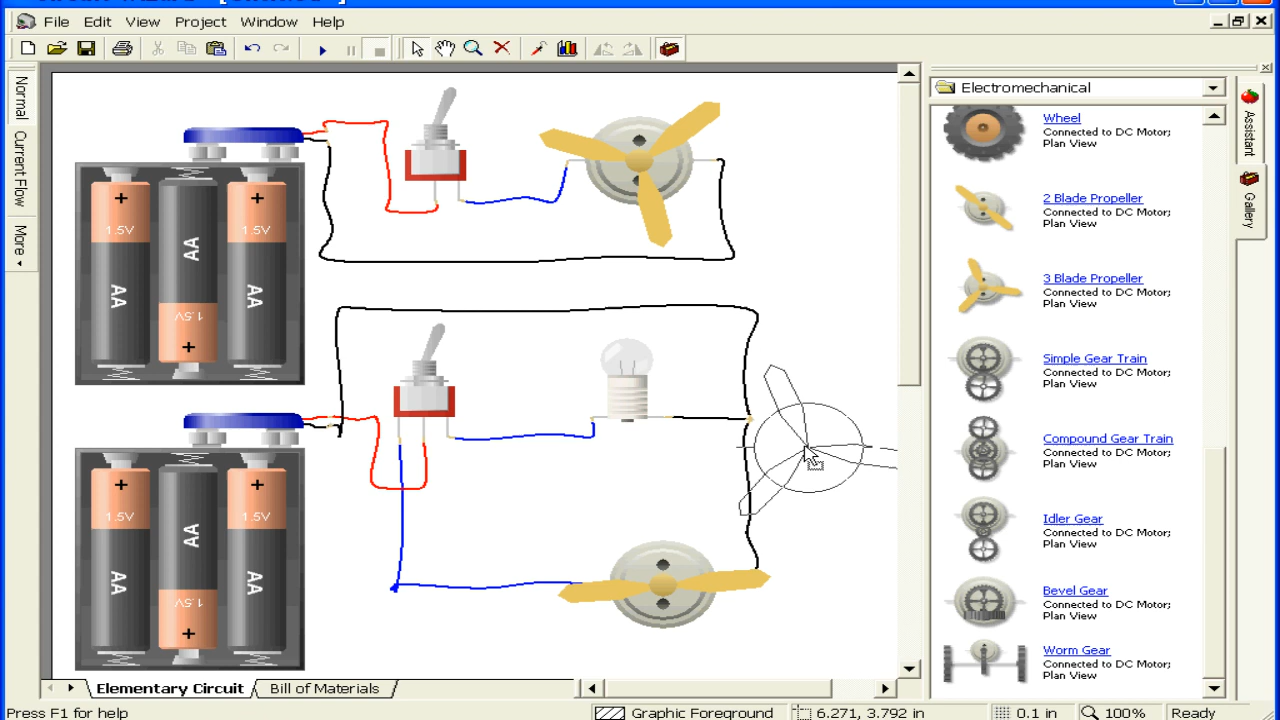 File Edit View Project Window Help
Normal
Current Flow
More
+ + 1.5V 1.5V
AA AA AA
1.5V +
+ + 1.5V 1.5V
AA AA AA
1.5V +
Electromechanical
Wheel
Connected to DC Motor;
Plan View
2 Blade Propeller
Connected to DC Motor;
Plan View
3 Blade Propeller
Connected to DC Motor;
Plan View
Simple Gear Train
Connected to DC Motor;
Plan View
Compound Gear Train
Connected to DC Motor;
Plan View
Idler Gear
Connected to DC Motor;
Plan View
Bevel Gear
Connected to DC Motor;
Plan View
Worm Gear
Connected to DC Motor;
Plan View
Assistant
Gallery
Elementary Circuit Bill of Materials
Press F1 for help Graphic Foreground 6.271, 3.792 in 0.1 in 100% Ready